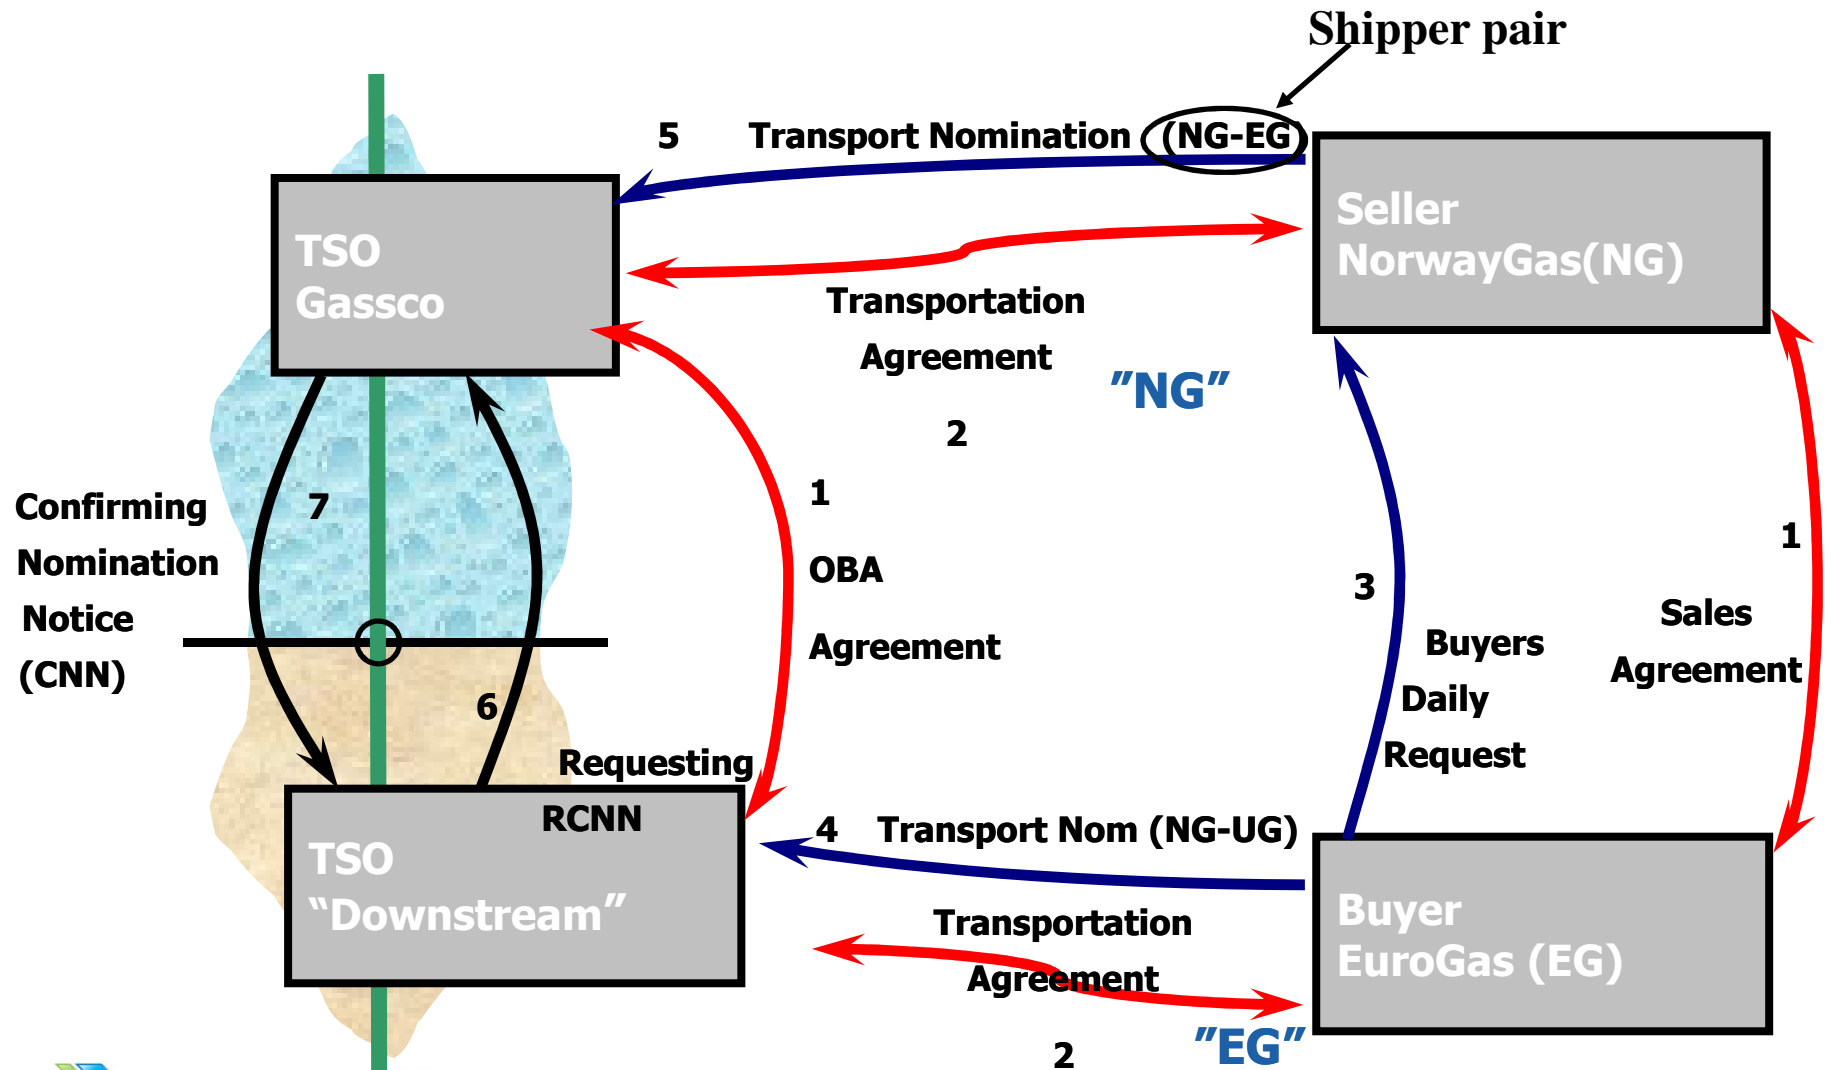 Shipper pair
5 Transport Nomination (NG-EG)
TSO
Gassco
Seller
NorwayGas(NG)
Transportation
Agreement
″NG″
2
1
OBA
Agreement
Confirming
Nomination
Notice
(CNN)
7
6
3
Buyers
Daily
Request
1
Sales
Agreement
Requesting
RCNN
TSO
“Downstream”
4 Transport Nom (NG-UG)
Transportation
Agreement
″EG″
2
Buyer
EuroGas (EG)